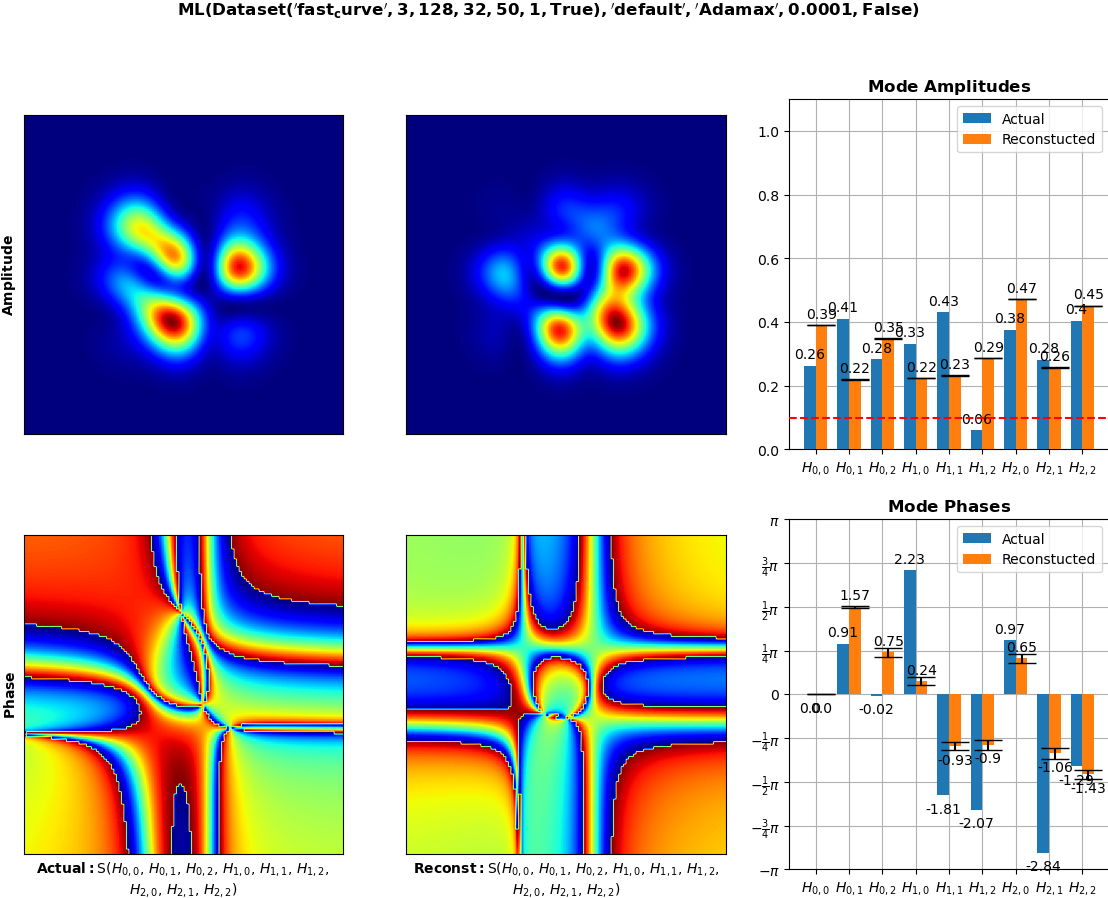 ML(Dataset('fast_curve', 3, 128, 32, 50, 1, True), 'default', 'Adamax', 0.0001, False)
Amplitude
Mode Amplitudes
Actual
Reconstucted
1.0
0.8
0.6
0.4
0.2
0.0
0.26
0.39
0.41
0.22
0.28
0.35
0.33
0.22
0.43
0.23
0.06
0.29
0.38
0.47
0.28
0.26
0.4
0.45
H0,0 H0,1 H0,2 H1,0 H1,1 H1,2 H2,0 H2,1 H2,2
Phase
Actual: S(H0,0, H0,1, H0,2, H1,0, H1,1, H1,2,
H2,0, H2,1, H2,2)
Reconst: S(H0,0, H0,1, H0,2, H1,0, H1,1, H1,2,
H2,0, H2,1, H2,2)
Mode Phases
Actual
Reconstucted
π
3/4π
1/2π
1/4π
0
−1/4π
−1/2π
−3/4π
−π
0.0
0.0
0.91
1.57
-0.02
0.75
2.23
0.24
-1.81
-0.93
-2.07
-0.9
0.97
0.65
-2.84
-1.06
-1.29
-1.43
H0,0 H0,1 H0,2 H1,0 H1,1 H1,2 H2,0 H2,1 H2,2